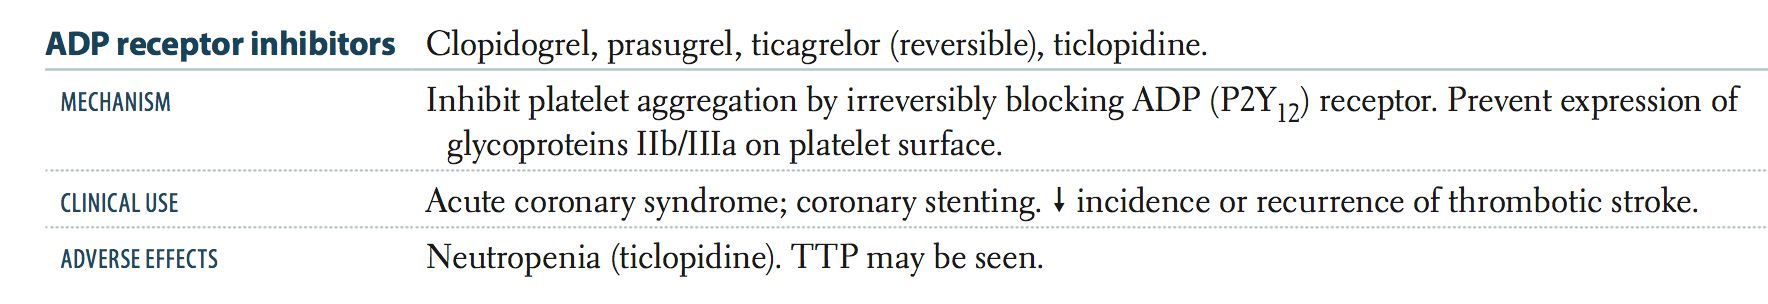 ADP receptor inhibitors Clopidogrel, prasugrel, ticagrelor (reversible), ticlopidine.
MECHANISM Inhibit platelet aggregation by irreversibly blocking ADP (P2Y₁₂) receptor. Prevent expression of
glycoproteins IIb/IIIa on platelet surface.
CLINICAL USE Acute coronary syndrome; coronary stenting. ↓ incidence or recurrence of thrombotic stroke.
ADVERSE EFFECTS Neutropenia (ticlopidine). TTP may be seen.